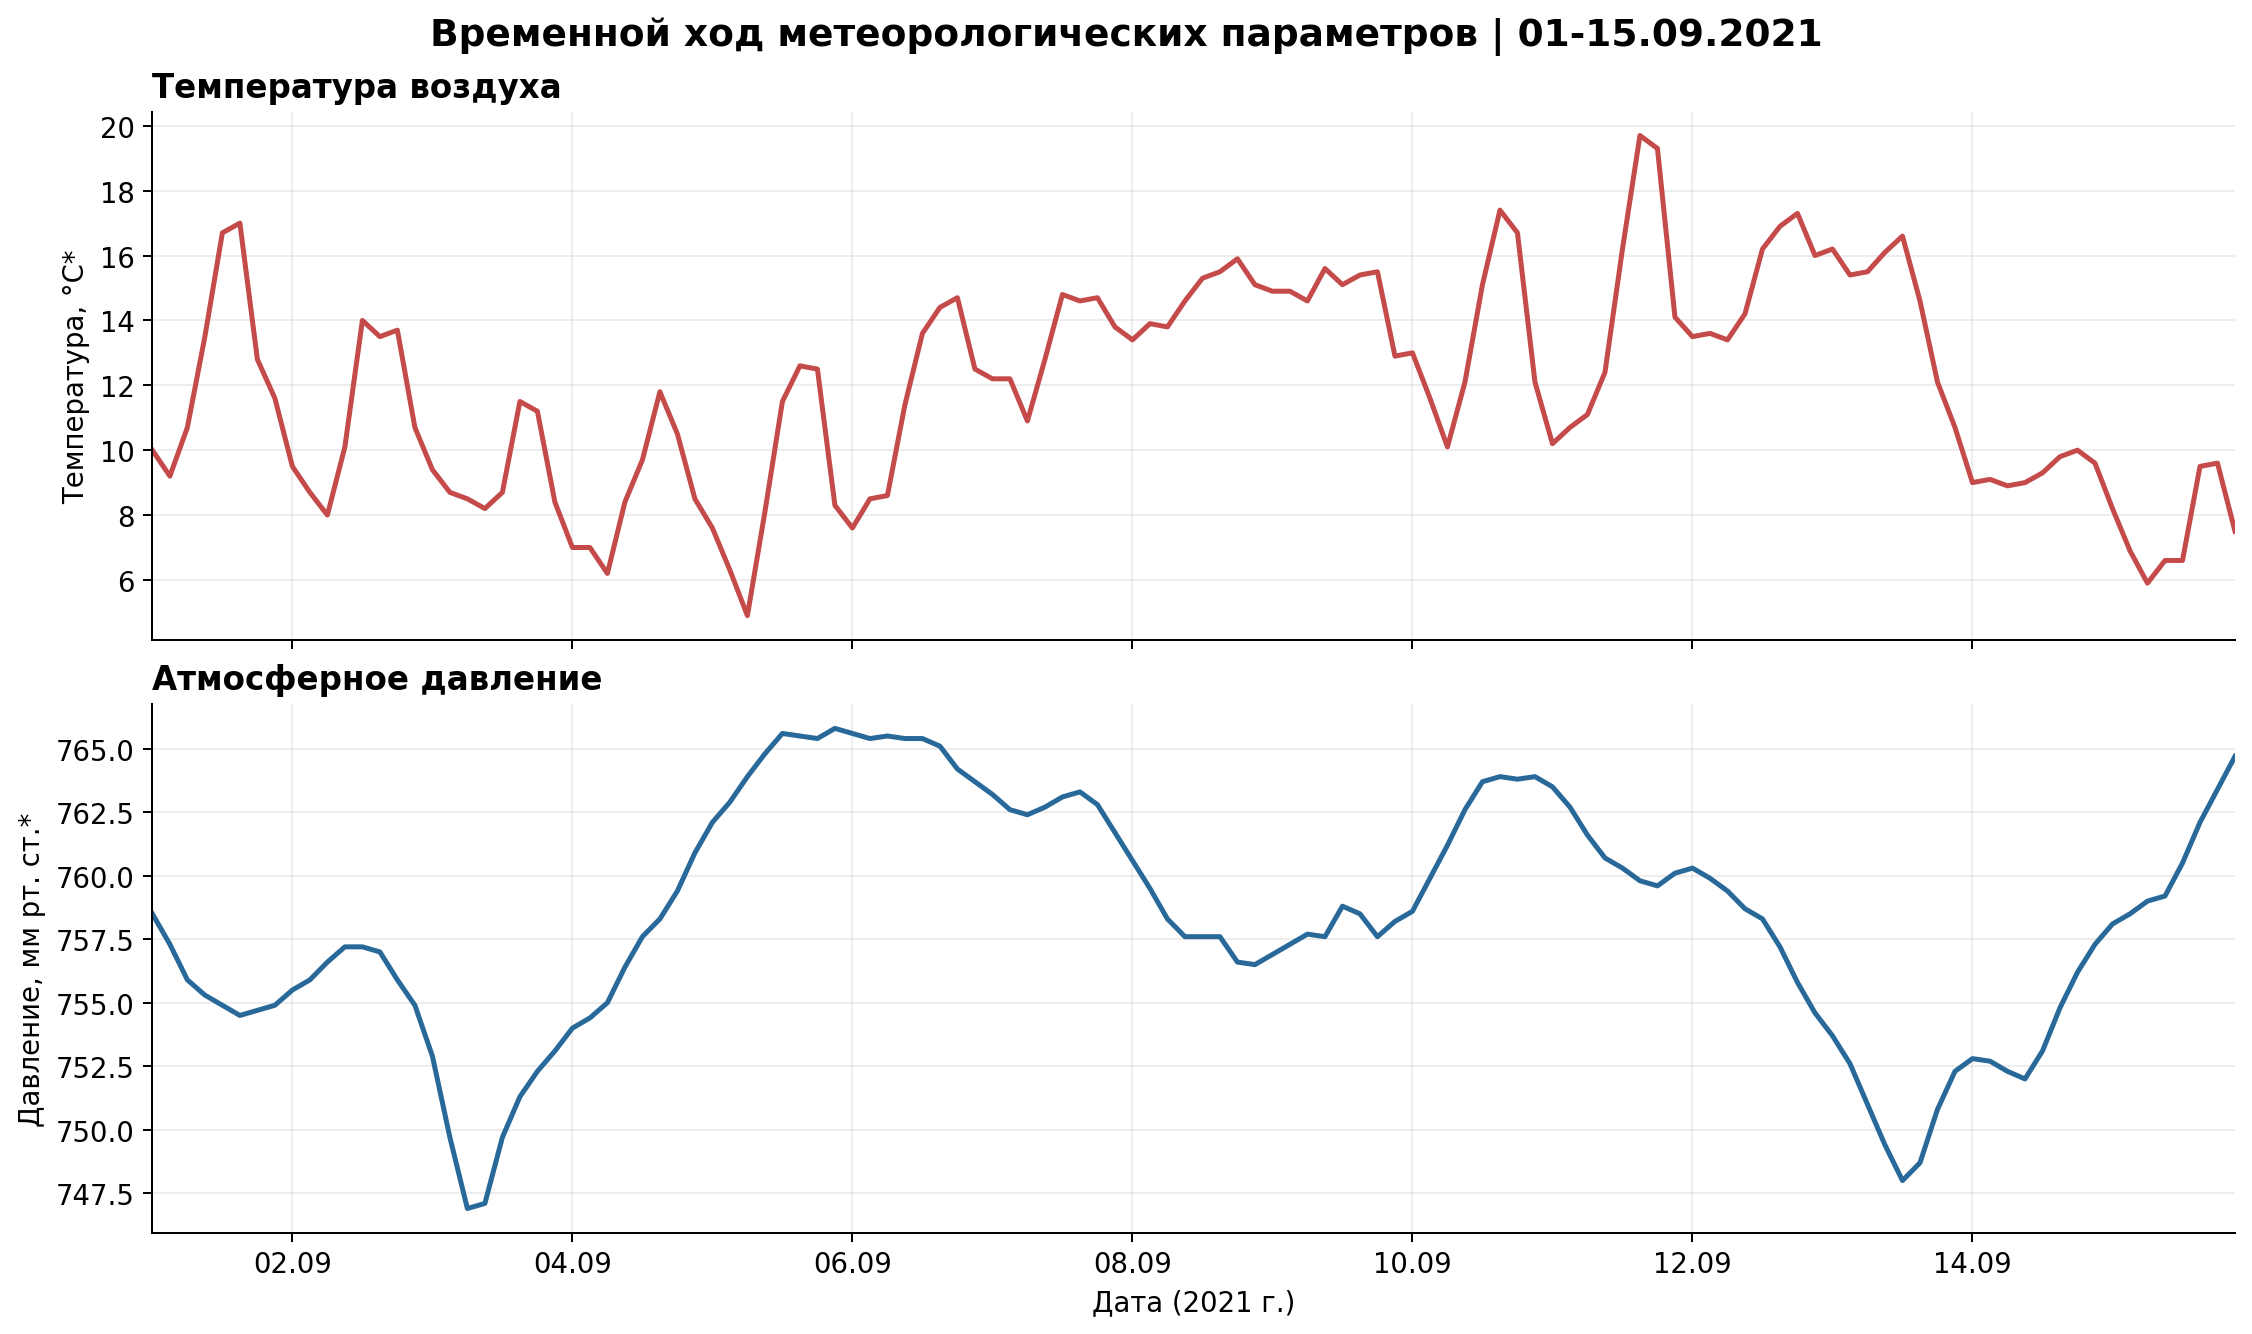 Временной ход метеорологических параметров | 01-15.09.2021
Температура воздуха
Температура, °C*
20
18
16
14
12
10
8
6
Атмосферное давление
Давление, мм рт. ст.*
765.0
762.5
760.0
757.5
755.0
752.5
750.0
747.5
02.09 04.09 06.09 08.09 10.09 12.09 14.09
Дата (2021 г.)